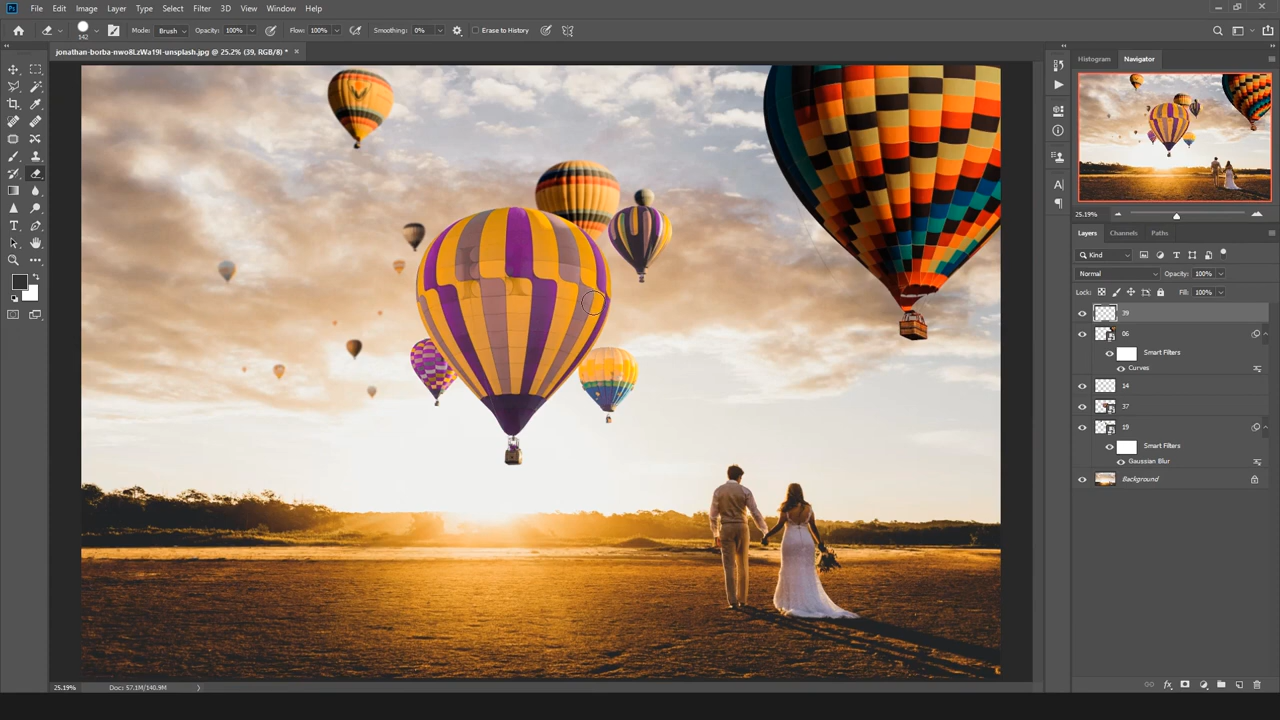 Ps File Edit Image Layer Type Select Filter 3D View Window Help
142 Mode: Brush Opacity: 100% Flow: 100% Smoothing: 0% Erase to History
jonathan-borba-nwo8LzWa19I-unsplash.jpg @ 25.2% (39, RGB/8) * ×
Histogram Navigator
25.19%
Layers Channels Paths
Kind
Normal Opacity: 100%
Lock: Fill: 100%
39
06
Smart Filters
Curves
14
37
19
Smart Filters
Gaussian Blur
Background
25.19% Doc: 57.1M/140.9M